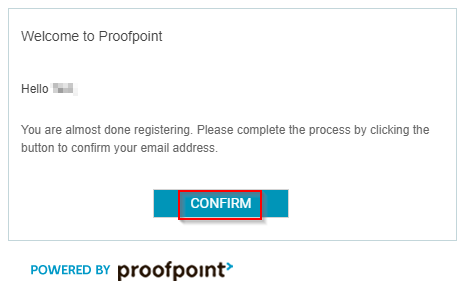 Welcome to Proofpoint
Hello
You are almost done registering. Please complete the process by clicking the
button to confirm your email address.
CONFIRM
POWERED BY proofpoint